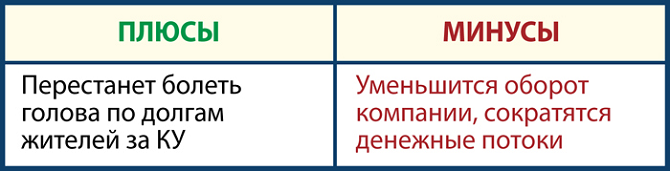 ПЛЮСЫ
МИНУСЫ
Перестанет болеть
голова по долгам
жителей за КУ
Уменьшится оборот
компании, сократятся
денежные потоки